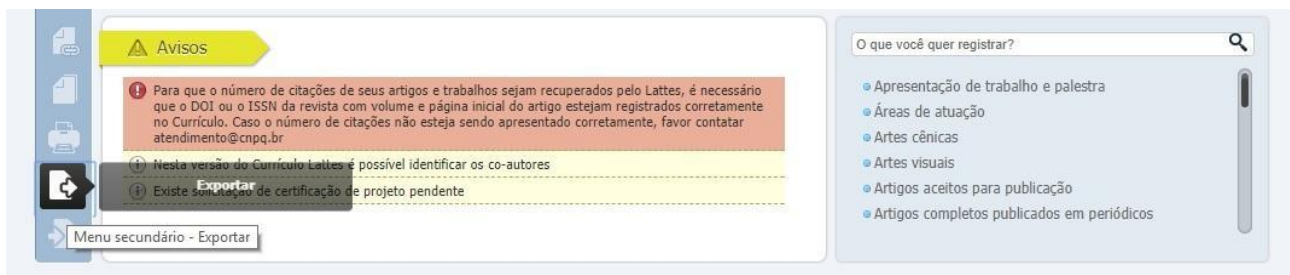 Avisos
Para que o número de citações de seus artigos e trabalhos sejam recuperados pelo Lattes, é necessário
que o DOI ou o ISSN da revista com volume e página inicial do artigo estejam registrados corretamente
no Currículo. Caso o número de citações não esteja sendo apresentado corretamente, favor contatar
atendimento@cnpq.br
Nesta versão do Currículo Lattes é possível identificar os co-autores
Existe solicitação de certificação de projeto pendente
Exportar
Menu secundário - Exportar
O que você quer registrar?
Apresentação de trabalho e palestra
Áreas de atuação
Artes cênicas
Artes visuais
Artigos aceitos para publicação
Artigos completos publicados em periódicos